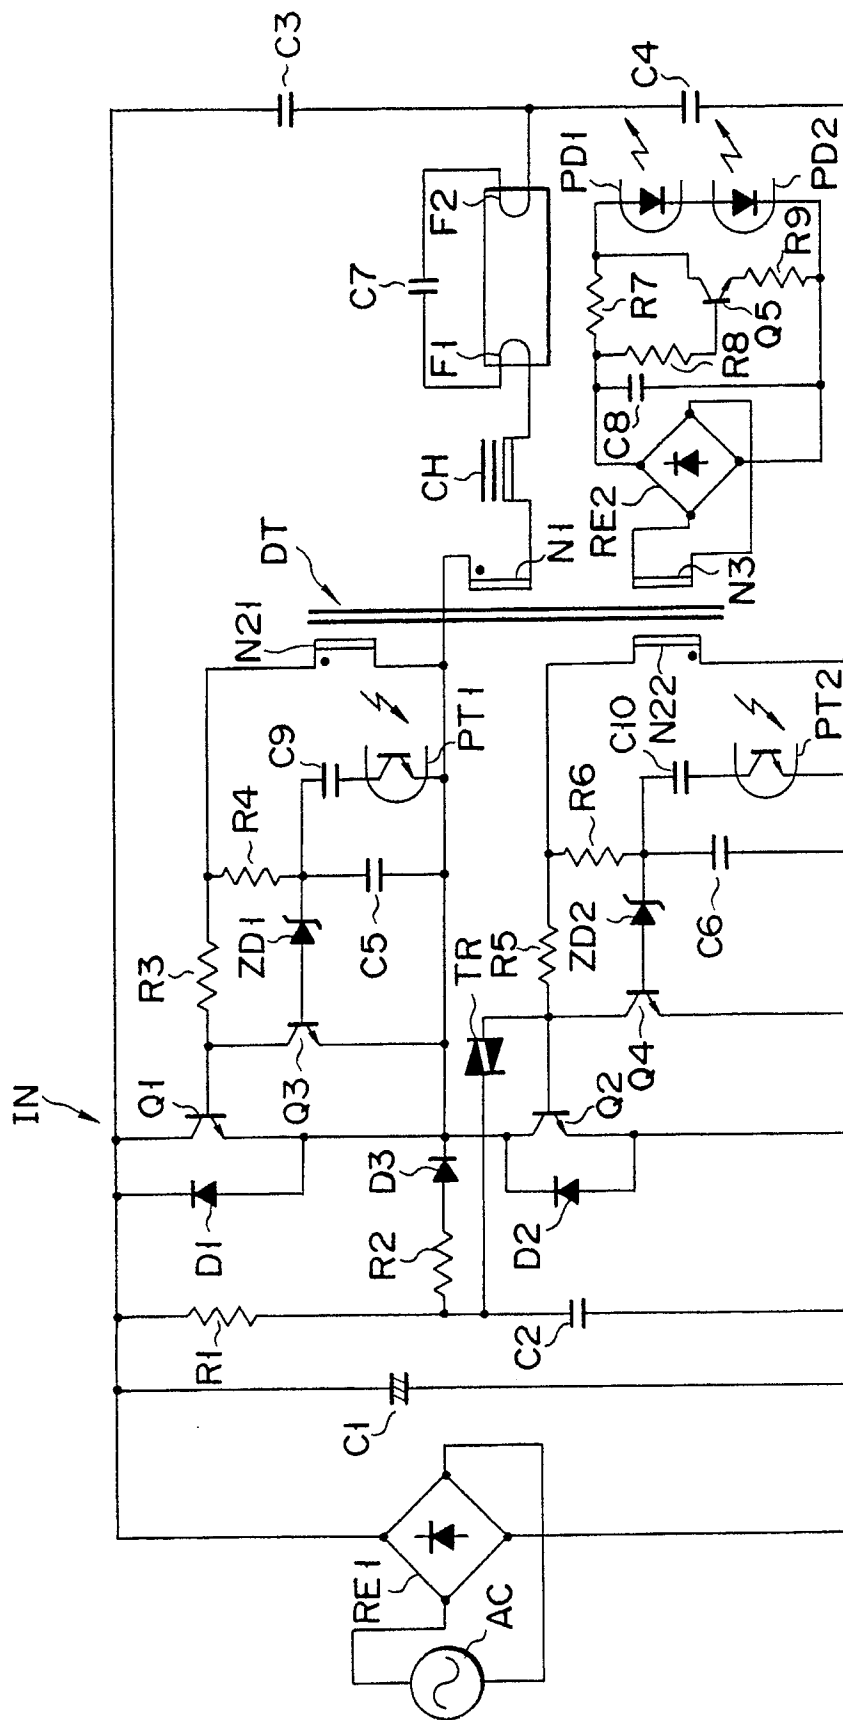 IN
DT
C3
C4
C7
F1
F2
CH
N1
N3
N21
N22
PD1
PD2
R7
R8
R9
Q5
C8
RE2
C9
PT1
R4
C5
ZD1
R3
Q3
Q1
D1
R1
C1
RE1
AC
D3
R2
C2
D2
Q2
Q4
TR
R5
ZD2
C6
R6
C10
PT2